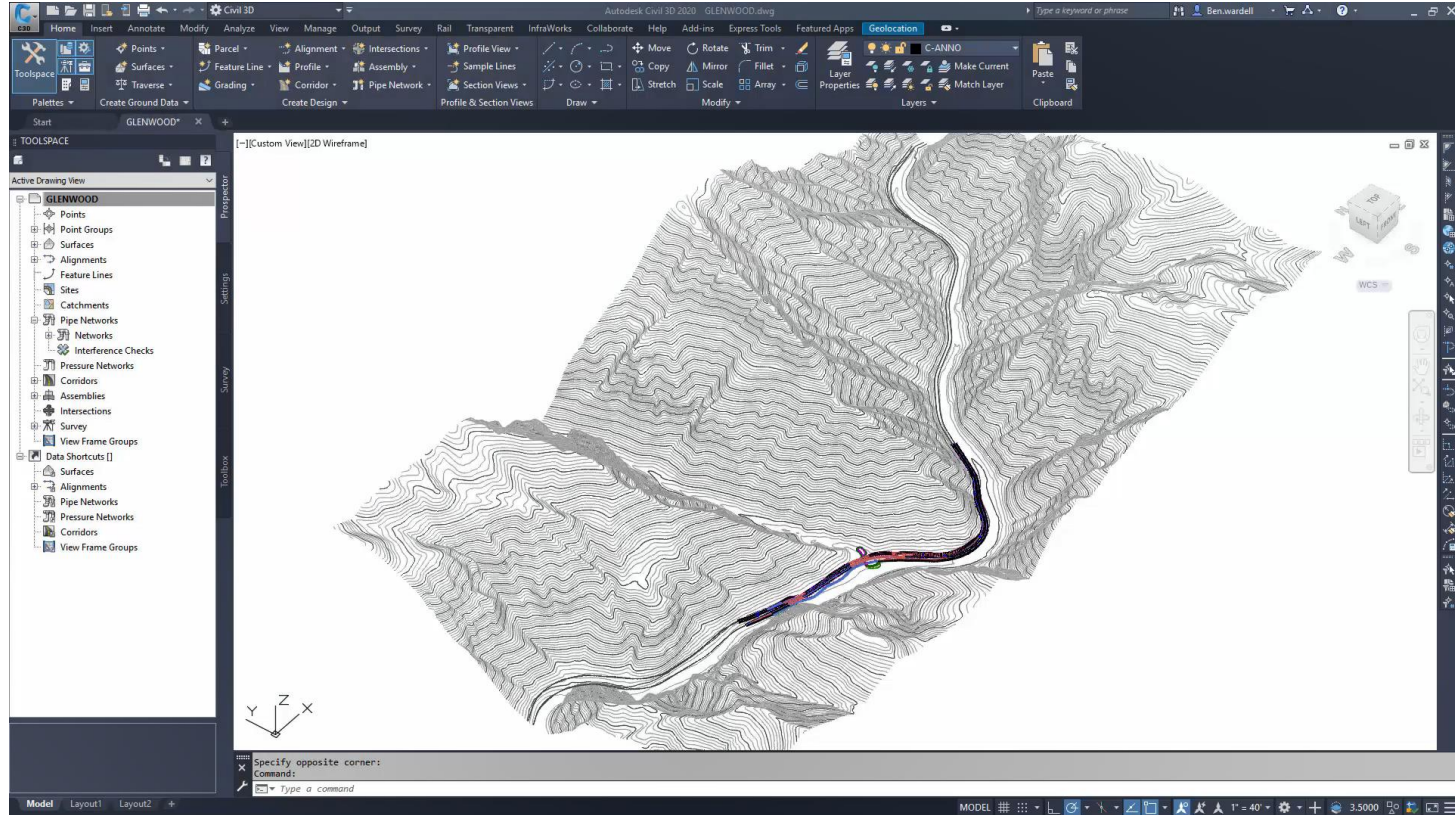 C3D Civil 3D Autodesk Civil 3D 2020 GLENWOOD.dwg Type a keyword or phrase Ben.wardell
Home Insert Annotate Modify Analyze View Manage Output Survey Rail Transparent InfraWorks Collaborate Help Add-ins Express Tools Featured Apps Geolocation
Points Parcel Alignment Intersections Profile View Move Rotate Trim C-ANNO
Toolspace Surfaces Feature Line Profile Assembly Sample Lines Copy Mirror Fillet Layer Properties Make Current Paste
Traverse Grading Corridor Pipe Network Section Views Stretch Scale Array Match Layer
Palettes Create Ground Data Create Design Profile & Section Views Draw Modify Layers Clipboard
Start GLENWOOD* +
TOOLSPACE
[−][Custom View][2D Wireframe]
Active Drawing View
Prospector
Settings
Survey
Toolbox
GLENWOOD
Points
Point Groups
Surfaces
Alignments
Feature Lines
Sites
Catchments
Pipe Networks
Networks
Interference Checks
Pressure Networks
Corridors
Assemblies
Intersections
Survey
View Frame Groups
Data Shortcuts []
Surfaces
Alignments
Pipe Networks
Pressure Networks
Corridors
View Frame Groups
TOP
LEFT FRONT
W S
WCS
Z
Y X
Specify opposite corner:
Command:
Type a command
Model Layout1 Layout2 + MODEL 1" = 40' 3.5000